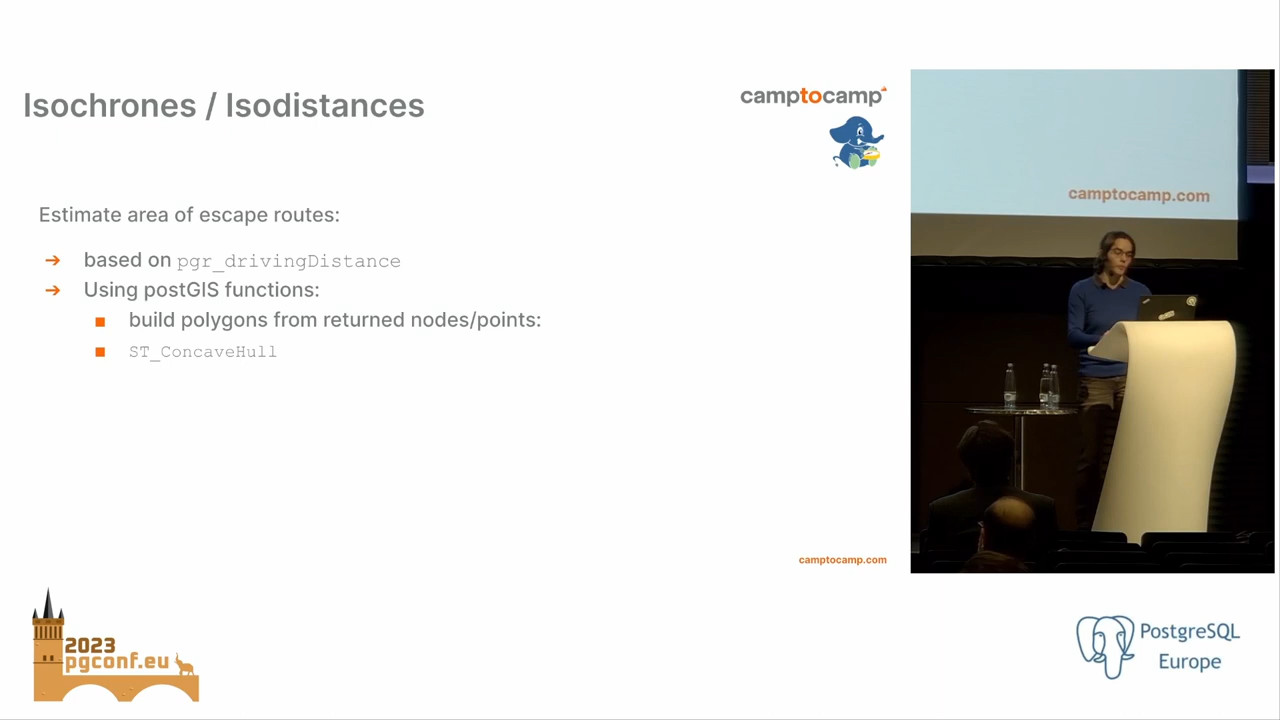 Isochrones / Isodistances
camptocamp
Estimate area of escape routes:
➔ based on pgr_drivingDistance
➔ Using postGIS functions:
■ build polygons from returned nodes/points:
■ ST_ConcaveHull
camptocamp.com
camptocamp.com
2023
pgconf.eu
PostgreSQL
Europe